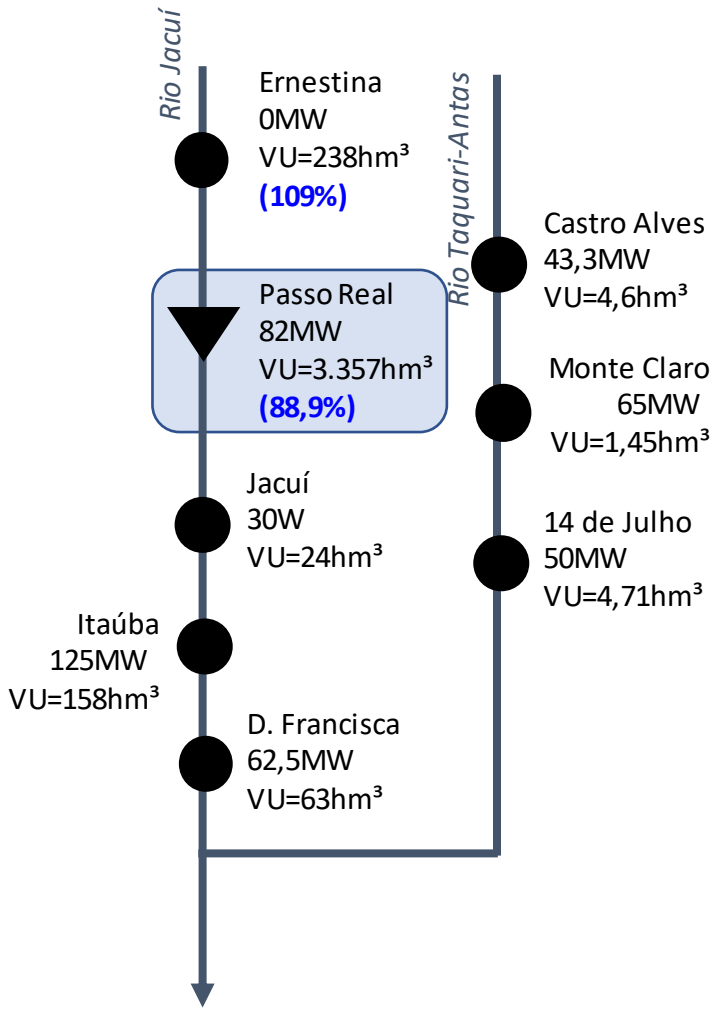 Rio Jacuí
Ernestina
0MW
VU=238hm³
(109%)
Passo Real
82MW
VU=3.357hm³
(88,9%)
Jacuí
30W
VU=24hm³
Itaúba
125MW
VU=158hm³
D. Francisca
62,5MW
VU=63hm³
Rio Taquari-Antas
Castro Alves
43,3MW
VU=4,6hm³
Monte Claro
65MW
VU=1,45hm³
14 de Julho
50MW
VU=4,71hm³